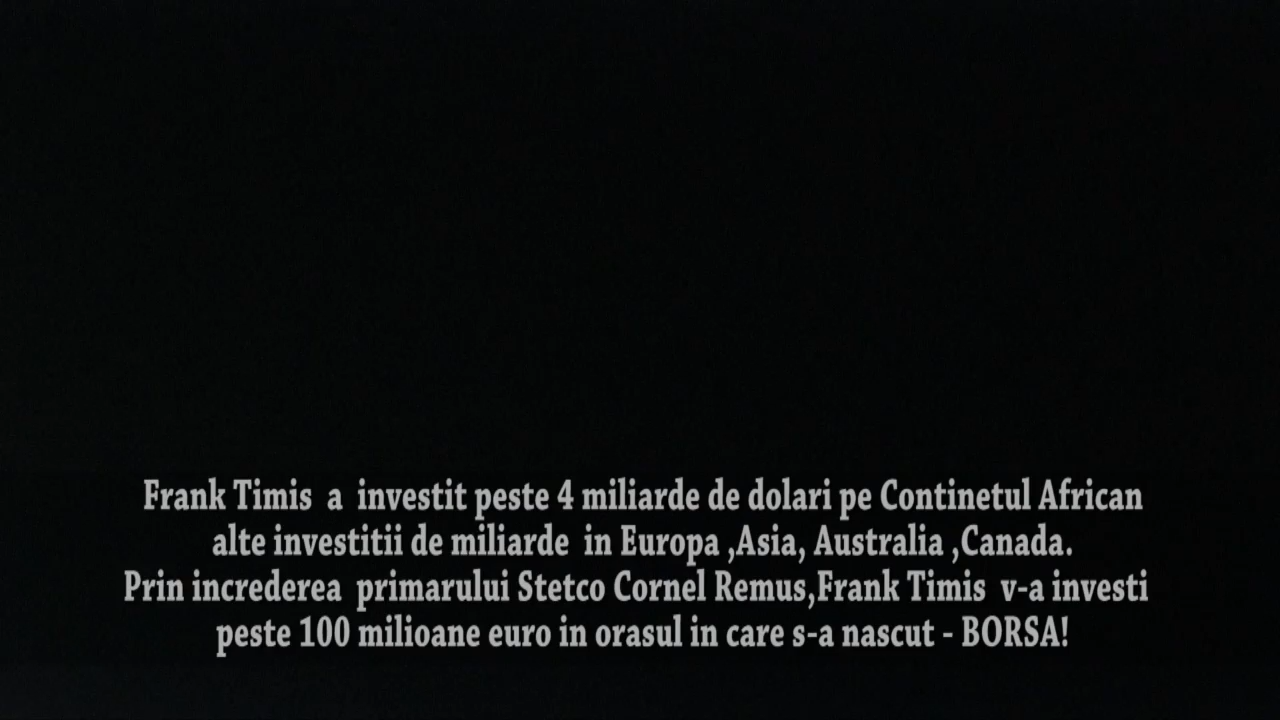 Frank Timis a investit peste 4 miliarde de dolari pe Continetul African
alte investitii de miliarde in Europa ,Asia, Australia ,Canada.
Prin increderea primarului Stetco Cornel Remus,Frank Timis v-a investi
peste 100 milioane euro in orasul in care s-a nascut - BORSA!